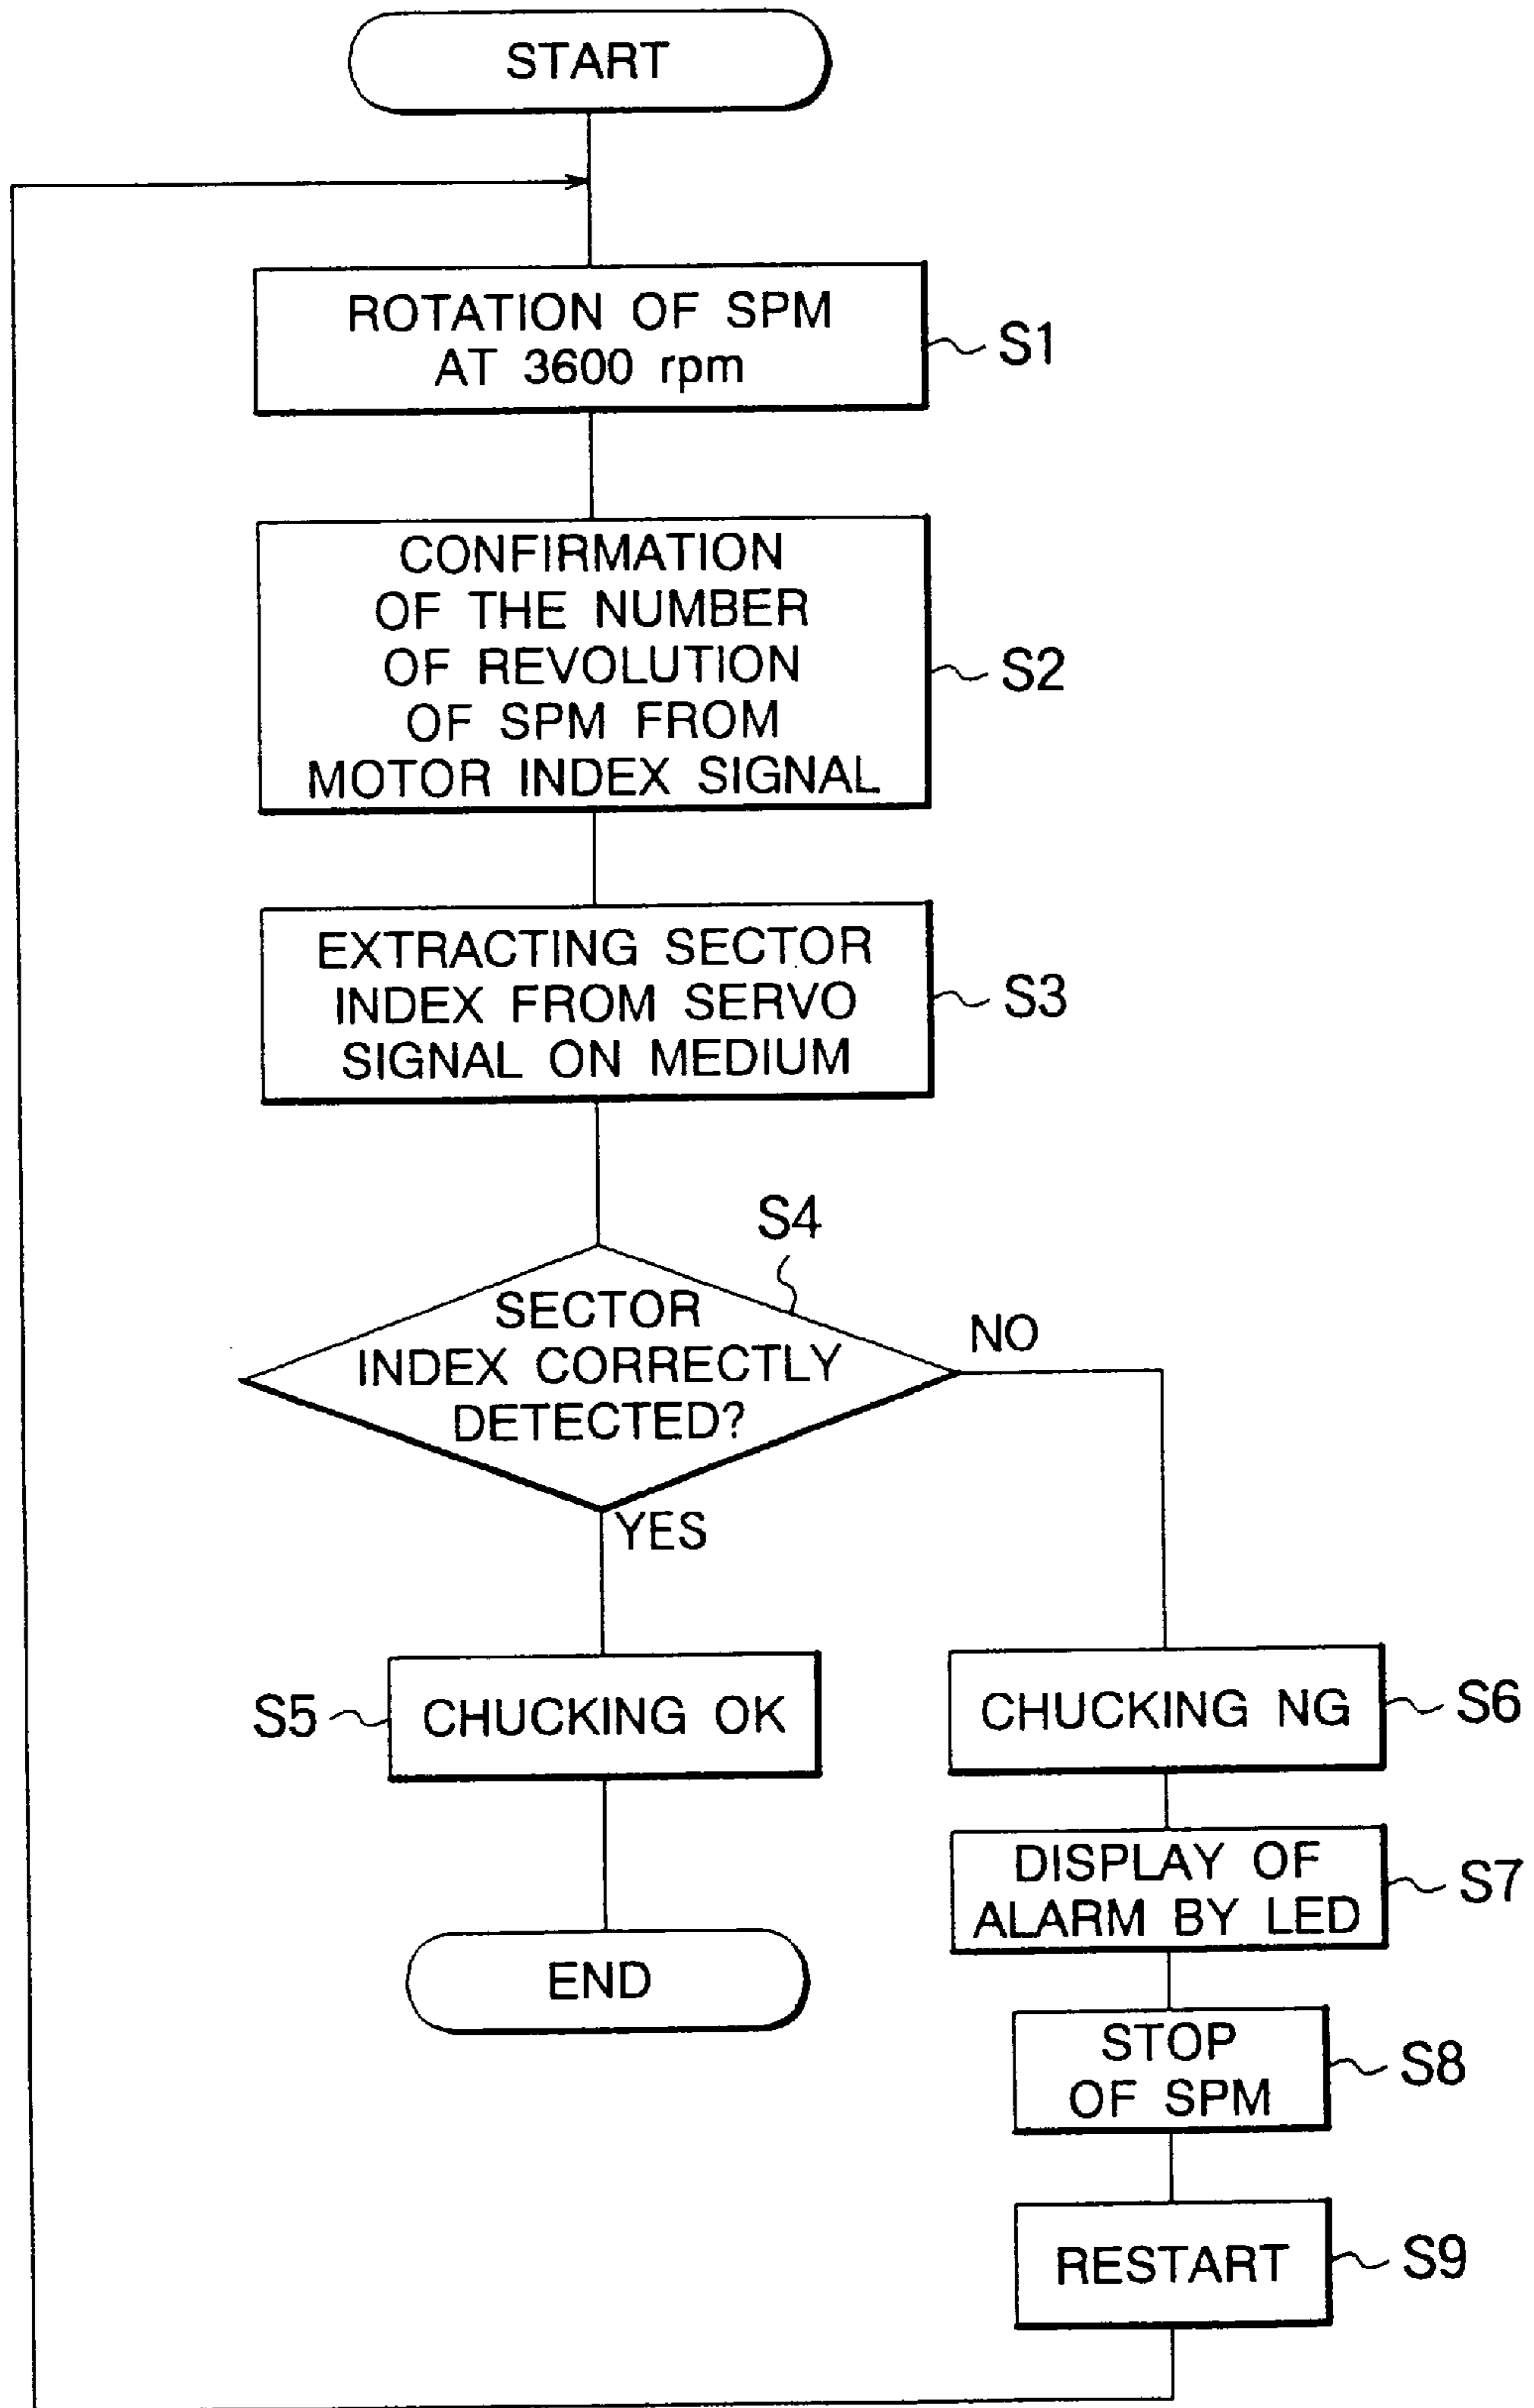 START
ROTATION OF SPM
AT 3600 rpm
S1
CONFIRMATION
OF THE NUMBER
OF REVOLUTION
OF SPM FROM
MOTOR INDEX SIGNAL
S2
EXTRACTING SECTOR
INDEX FROM SERVO
SIGNAL ON MEDIUM
S3
S4
SECTOR
INDEX CORRECTLY
DETECTED?
NO
YES
S5
CHUCKING OK
CHUCKING NG
S6
DISPLAY OF
ALARM BY LED
S7
END
STOP
OF SPM
S8
RESTART
S9